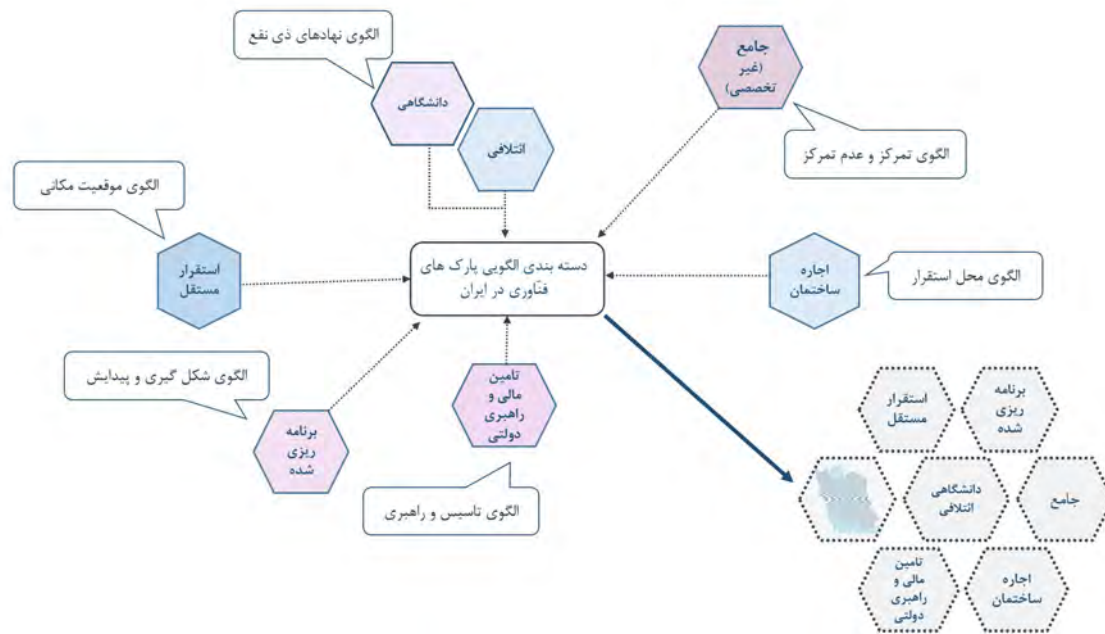 الگوی نهادهای ذی نفع
دانشگاهی
ائتلافی
جامع
(غیر
تخصصی)
الگوی تمرکز و عدم تمرکز
الگوی موقعیت مکانی
استقرار
مستقل
دسته بندی الگویی پارک های
فنّاوری در ایران
اجاره
ساختمان
الگوی محل استقرار
الگوی شکل گیری و پیدایش
برنامه
ریزی
شده
تامین
مالی و
راهبری
دولتی
الگوی تاسیس و راهبری
برنامه
ریزی
شده
استقرار
مستقل
جامع
دانشگاهی
ائتلافی
اجاره
ساختمان
تامین
مالی و
راهبری
دولتی